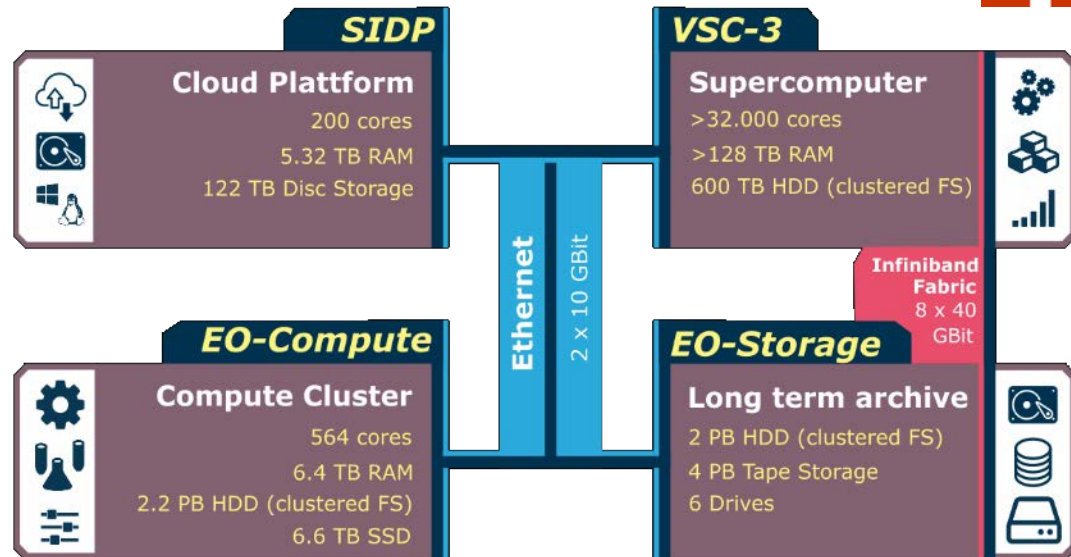 SIDP
Cloud Plattform
200 cores
5.32 TB RAM
122 TB Disc Storage
VSC-3
Supercomputer
>32.000 cores
>128 TB RAM
600 TB HDD (clustered FS)
Ethernet
2 x 10 GBit
Infiniband
Fabric
8 x 40
GBit
EO-Compute
Compute Cluster
564 cores
6.4 TB RAM
2.2 PB HDD (clustered FS)
6.6 TB SSD
EO-Storage
Long term archive
2 PB HDD (clustered FS)
4 PB Tape Storage
6 Drives